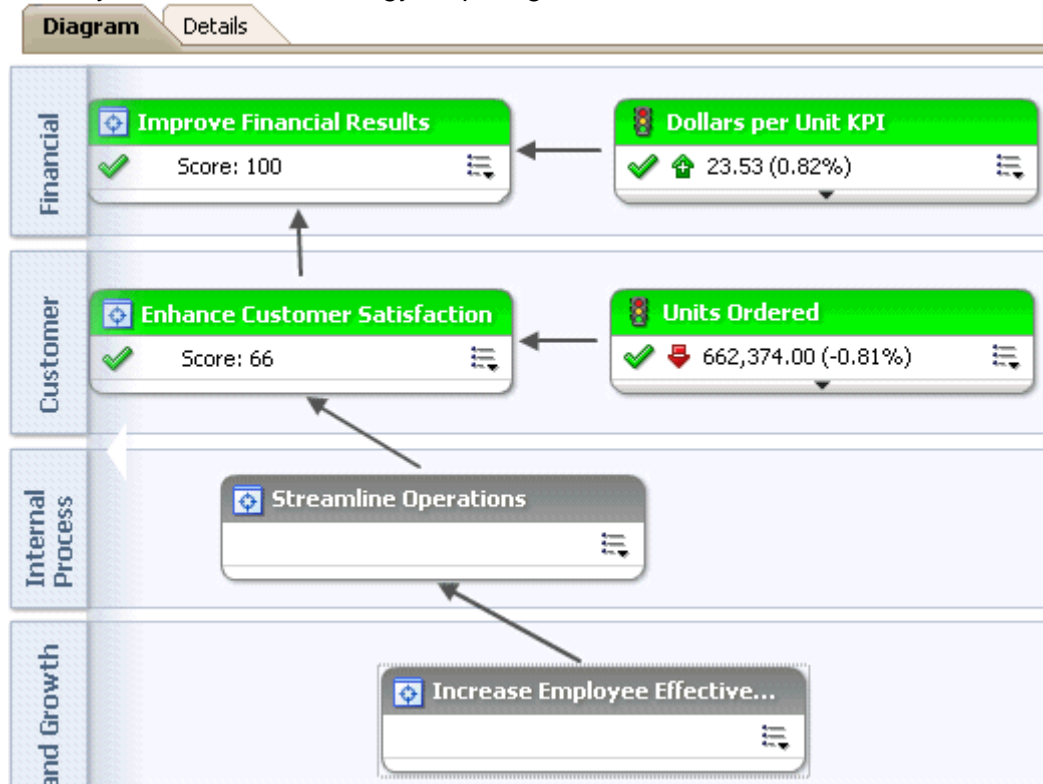 Diagram
Details
Financial
Improve Financial Results
Score: 100
Dollars per Unit KPI
23.53 (0.82%)
Customer
Enhance Customer Satisfaction
Score: 66
Units Ordered
662,374.00 (-0.81%)
Internal
Process
Streamline Operations
and Growth
Increase Employee Effective...